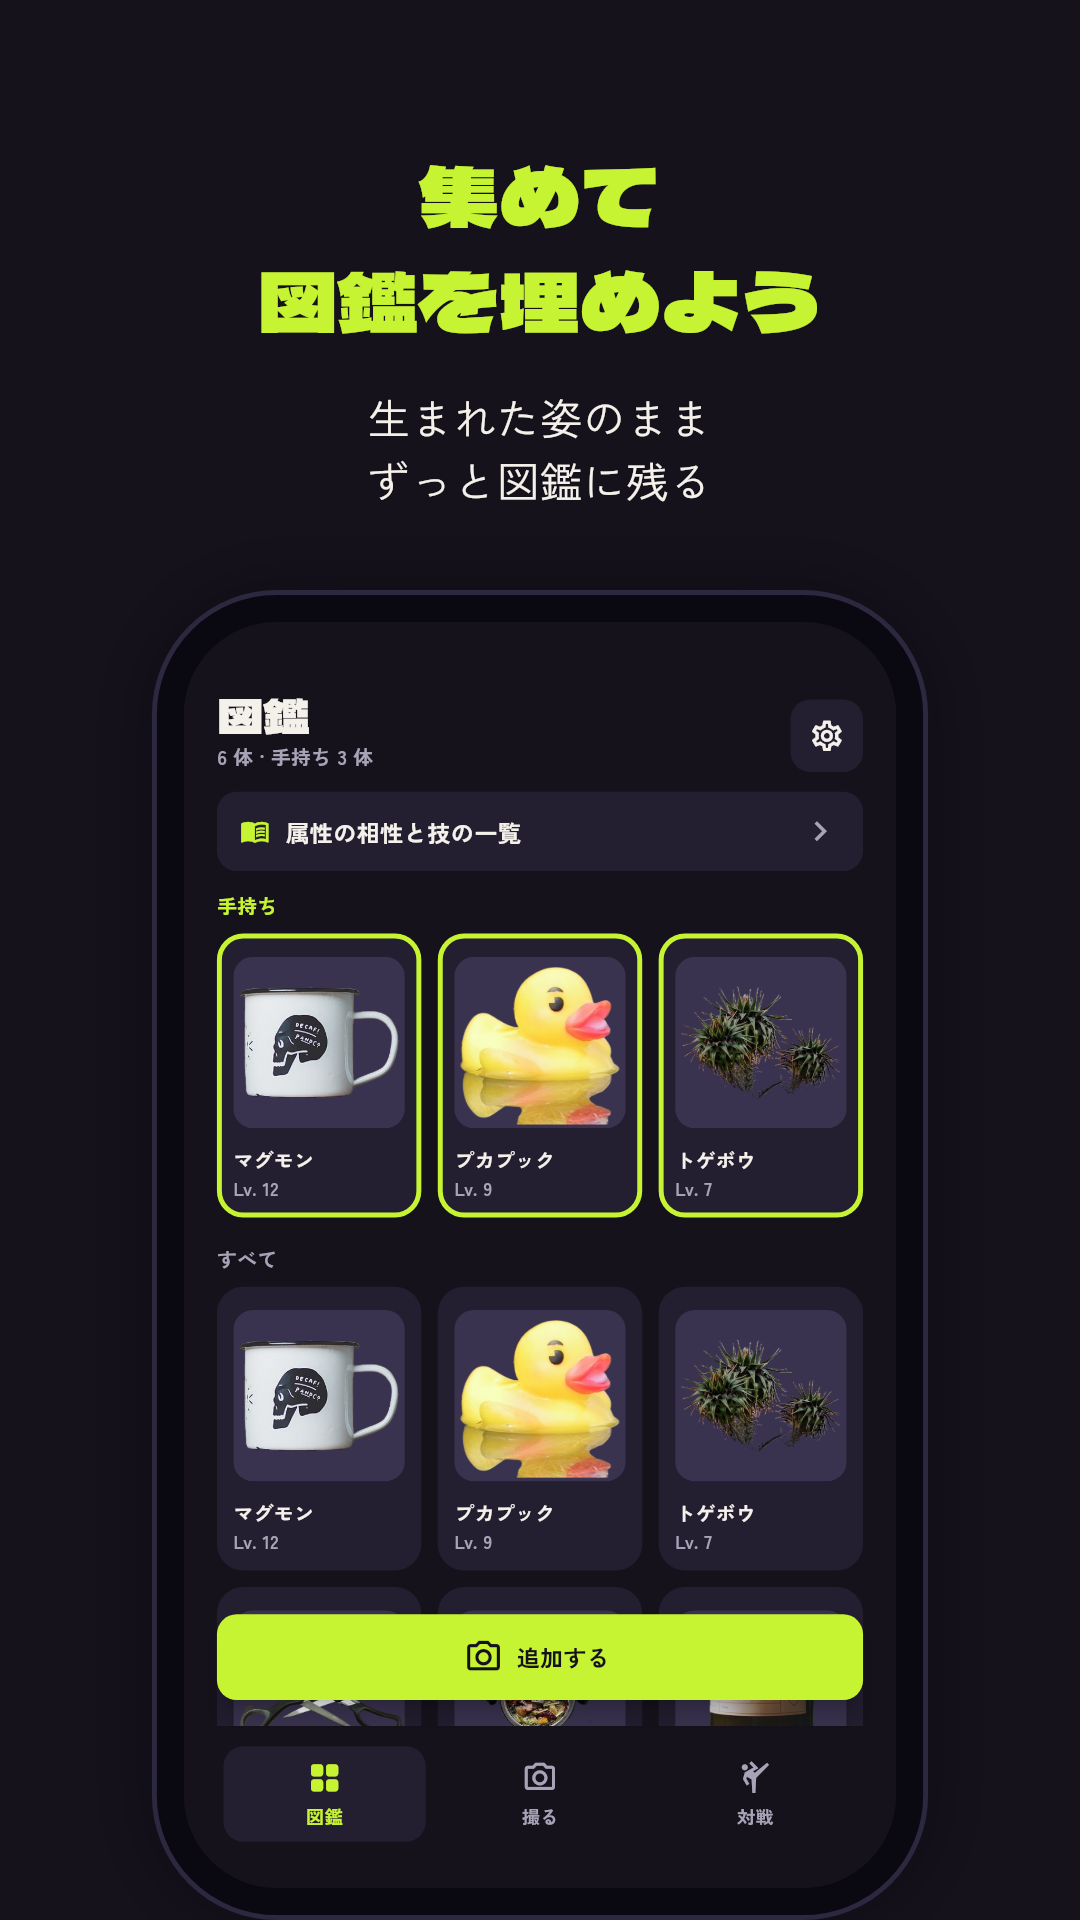 集めて
図鑑を埋めよう
生まれた姿のまま
ずっと図鑑に残る
図鑑
6 体 · 手持ち 3 体
属性の相性と技の一覧
手持ち
DECAF!
マグモン
Lv. 12
プカプック
Lv. 9
トゲボウ
Lv. 7
すべて
DECAF!
マグモン
Lv. 12
プカプック
Lv. 9
トゲボウ
Lv. 7
追加する
図鑑
撮る
対戦